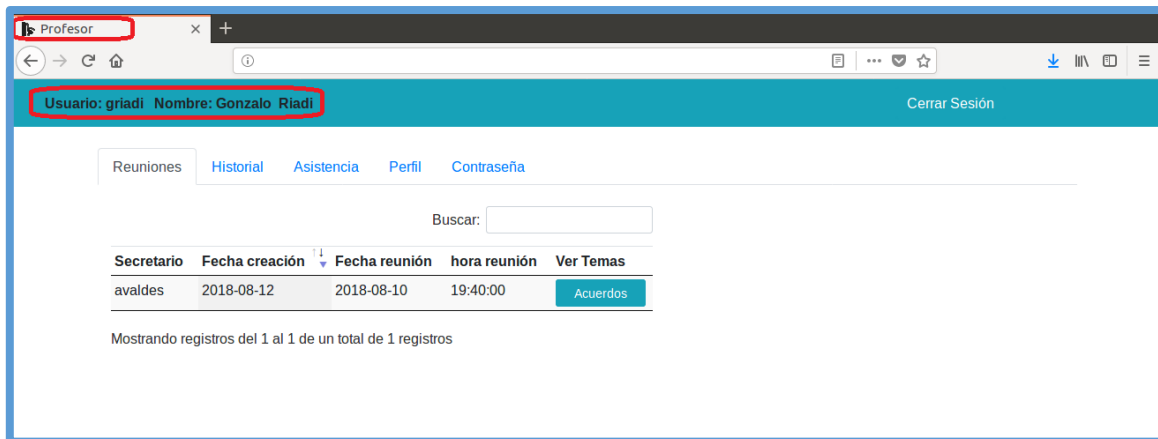 Profesor
Usuario: griadi Nombre: Gonzalo Riadi Cerrar Sesión
Reuniones Historial Asistencia Perfil Contraseña
Buscar:
Secretario Fecha creación Fecha reunión hora reunión Ver Temas
avaldes 2018-08-12 2018-08-10 19:40:00 Acuerdos
Mostrando registros del 1 al 1 de un total de 1 registros